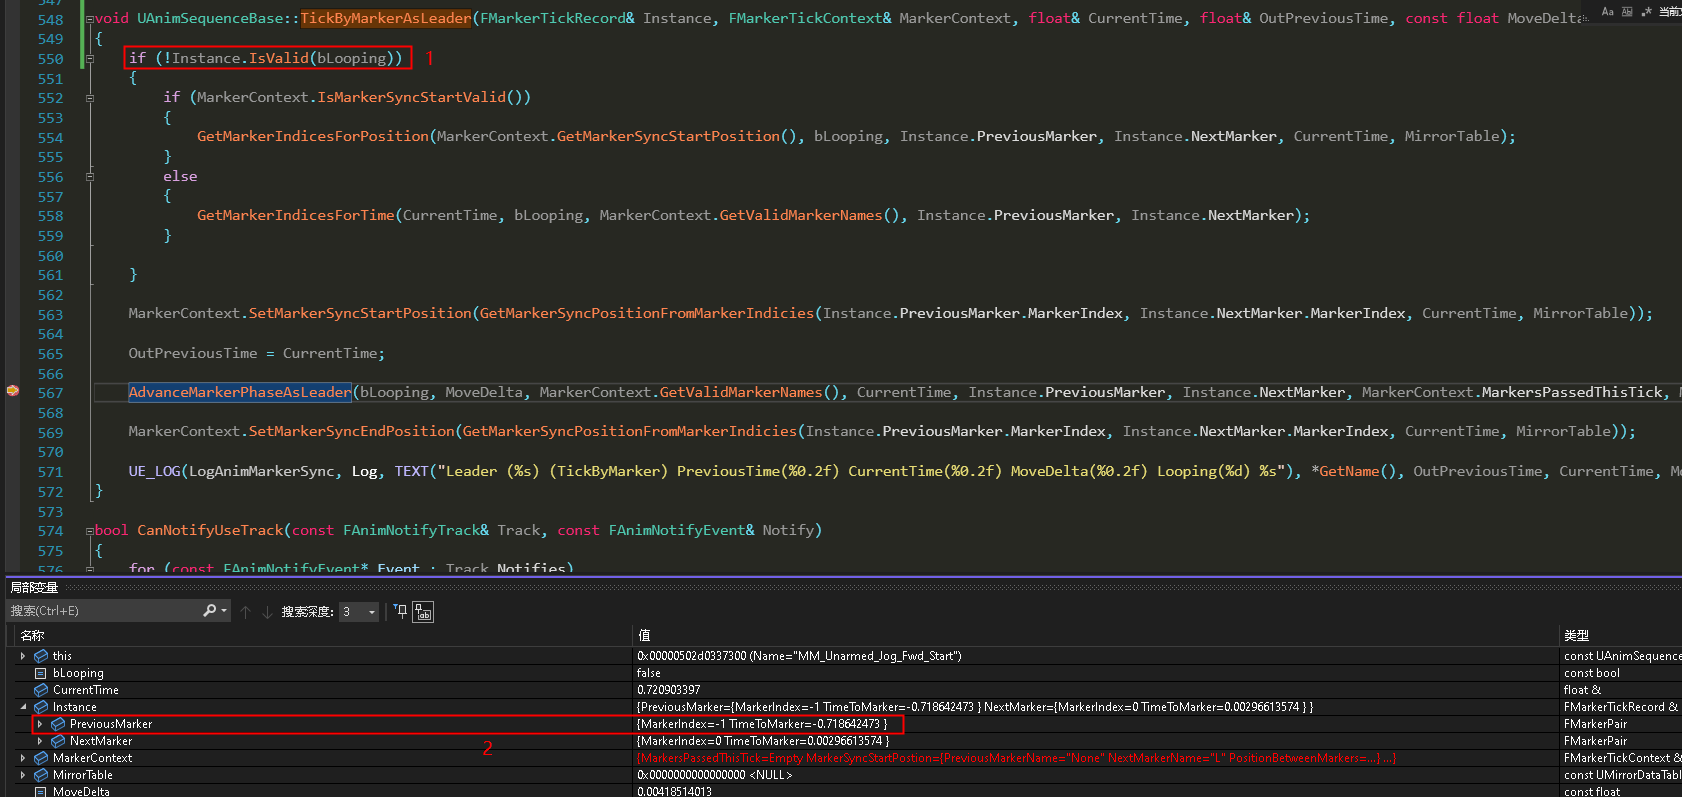 547
548 void UAnimSequenceBase::TickByMarkerAsLeader(FMarkerTickRecord& Instance, FMarkerTickContext& MarkerContext, float& CurrentTime, float& OutPreviousTime, const float MoveDelta Aa Ab .* 当前文
549 {
550 if (!Instance.IsValid(bLooping)) 1
551 {
552 if (MarkerContext.IsMarkerSyncStartValid())
553 {
554 GetMarkerIndicesForPosition(MarkerContext.GetMarkerSyncStartPosition(), bLooping, Instance.PreviousMarker, Instance.NextMarker, CurrentTime, MirrorTable);
555 }
556 else
557 {
558 GetMarkerIndicesForTime(CurrentTime, bLooping, MarkerContext.GetValidMarkerNames(), Instance.PreviousMarker, Instance.NextMarker);
559 }
560
561 }
562
563 MarkerContext.SetMarkerSyncStartPosition(GetMarkerSyncPositionFromMarkerIndicies(Instance.PreviousMarker.MarkerIndex, Instance.NextMarker.MarkerIndex, CurrentTime, MirrorTable));
564
565 OutPreviousTime = CurrentTime;
566
567 AdvanceMarkerPhaseAsLeader(bLooping, MoveDelta, MarkerContext.GetValidMarkerNames(), CurrentTime, Instance.PreviousMarker, Instance.NextMarker, MarkerContext.MarkersPassedThisTick,
568
569 MarkerContext.SetMarkerSyncEndPosition(GetMarkerSyncPositionFromMarkerIndicies(Instance.PreviousMarker.MarkerIndex, Instance.NextMarker.MarkerIndex, CurrentTime, MirrorTable));
570
571 UE_LOG(LogAnimMarkerSync, Log, TEXT("Leader (%s) (TickByMarker) PreviousTime(%0.2f) CurrentTime(%0.2f) MoveDelta(%0.2f) Looping(%d) %s"), *GetName(), OutPreviousTime, CurrentTime, Mo
572 }
573
574 bool CanNotifyUseTrack(const FAnimNotifyTrack& Track, const FAnimNotifyEvent& Notify)
575 {
576 for (const FAnimNotifyEvent* Event : Track.Notifies)
局部变量
搜索(Ctrl+E) 搜索深度: 3
名称 值 类型
this 0x00000502d0337300 (Name="MM_Unarmed_Jog_Fwd_Start") const UAnimSequence
bLooping false const bool
CurrentTime 0.720903397 float &
Instance {PreviousMarker={MarkerIndex=-1 TimeToMarker=-0.718642473 } NextMarker={MarkerIndex=0 TimeToMarker=0.00296613574 } } FMarkerTickRecord &
PreviousMarker {MarkerIndex=-1 TimeToMarker=-0.718642473 } FMarkerPair
NextMarker 2 {MarkerIndex=0 TimeToMarker=0.00296613574 } FMarkerPair
MarkerContext {MarkersPassedThisTick=Empty MarkerSyncStartPostion={PreviousMarkerName="None" NextMarkerName="L" PositionBetweenMarkers=...} ...} FMarkerTickContext &
MirrorTable 0x0000000000000000 <NULL> const UMirrorDataTabl
MoveDelta 0.00418514013 const float